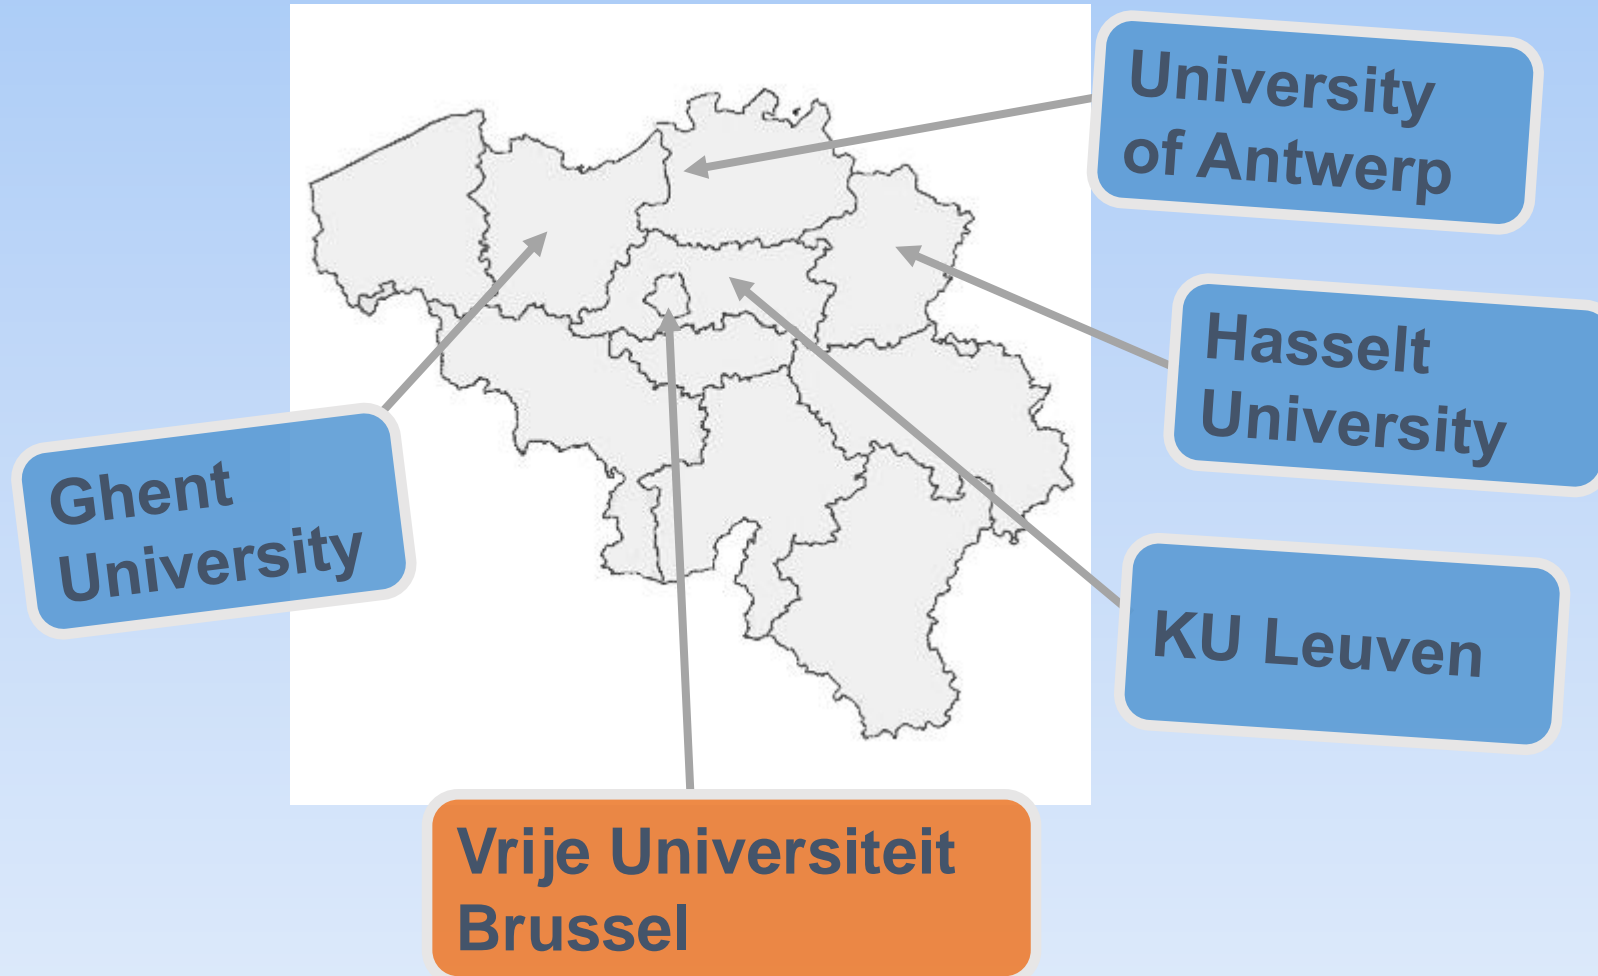 University
of Antwerp
Hasselt
University
Ghent
University
KU Leuven
Vrije Universiteit
Brussel